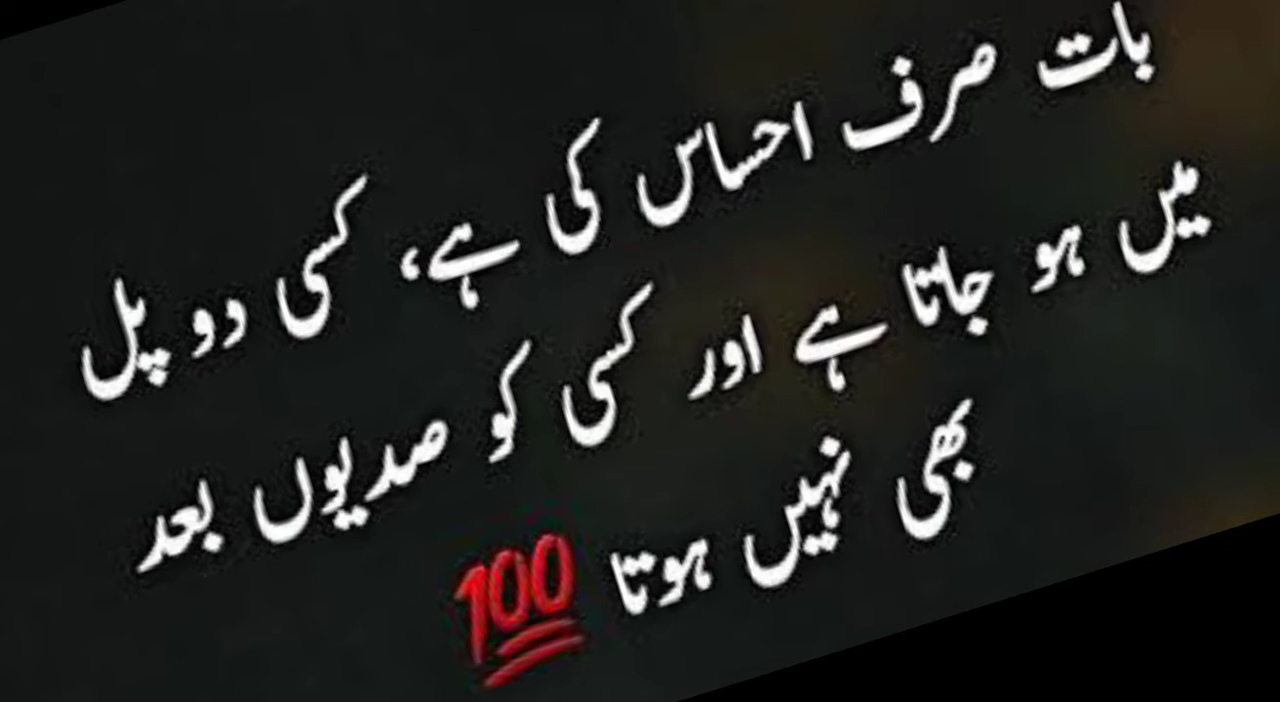 بات صرف احساس کی ہے، کسی دو پل
میں ہو جاتا ہے اور کسی کو صدیوں بعد
بھی نہیں ہوتا 💯